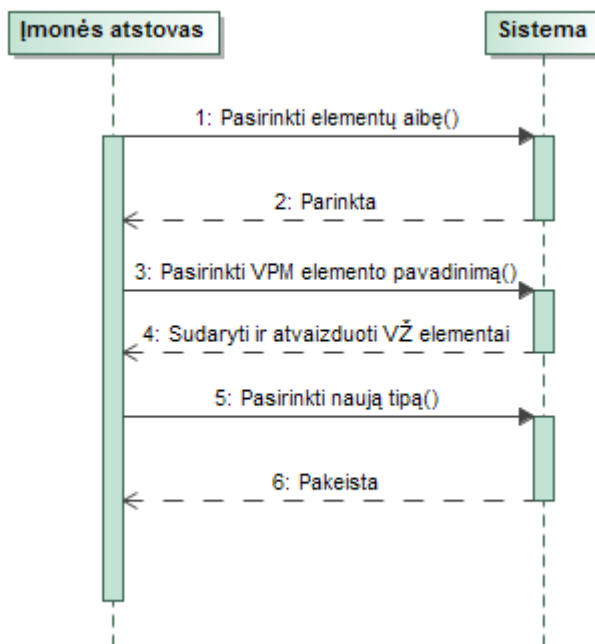 Įmonės atstovas
Sistema
1: Pasirinkti elementų aibę()
2: Parinkta
3: Pasirinkti VPM elemento pavadinimą()
4: Sudaryti ir atvaizduoti VŽ elementai
5: Pasirinkti naują tipą()
6: Pakeista